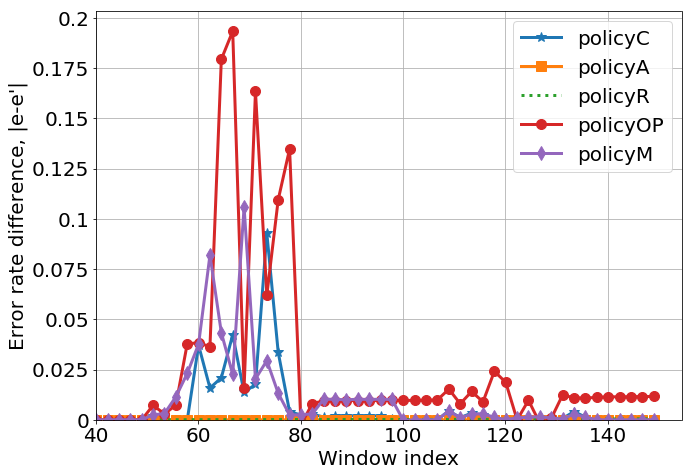 policyC
policyA
policyR
policyOP
policyM
Error rate difference, |e-e'|
0.2
0.175
0.15
0.125
0.1
0.075
0.05
0.025
0
40 60 80 100 120 140
Window index